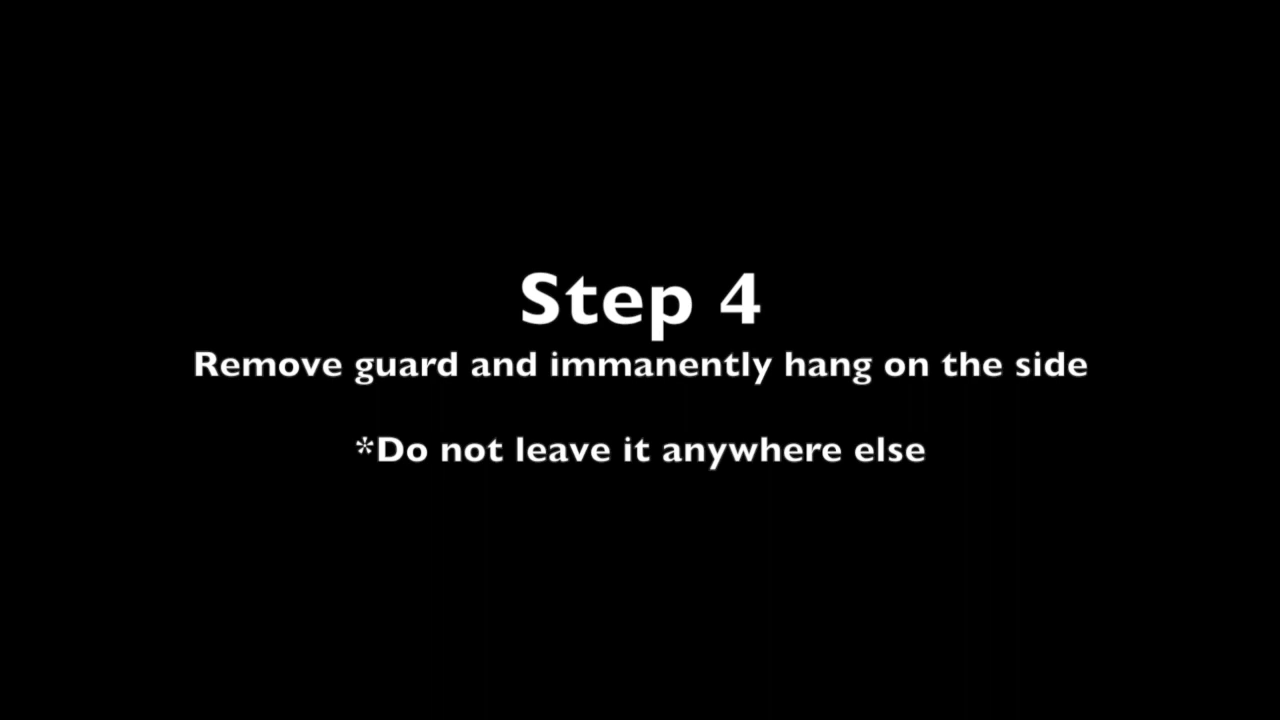 Step 4
Remove guard and immanently hang on the side
*Do not leave it anywhere else